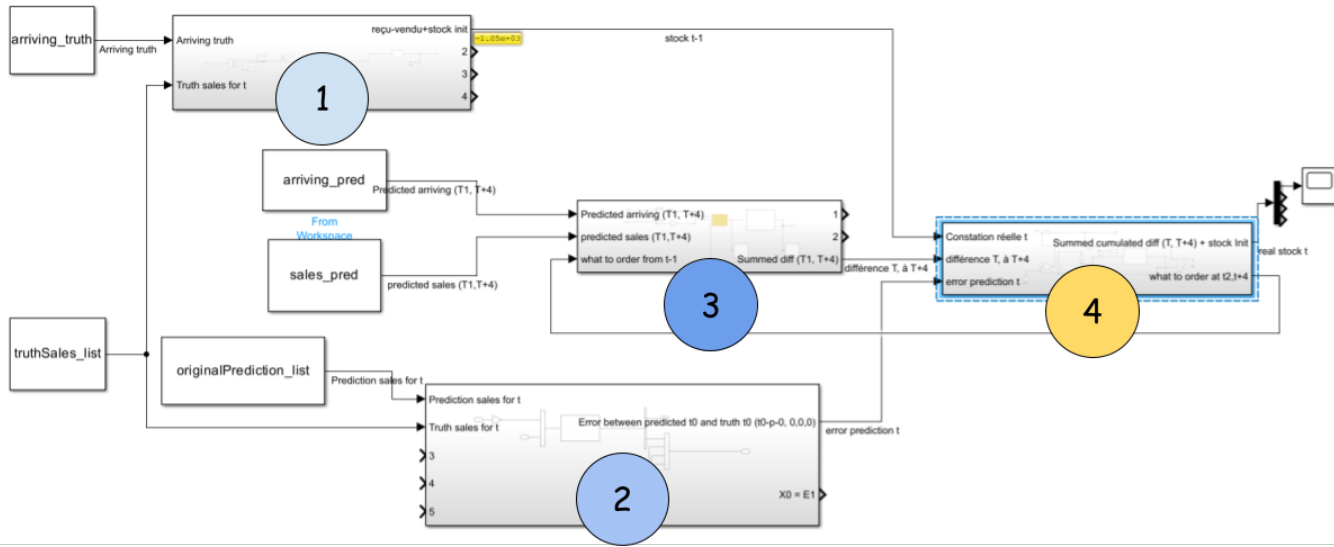 arriving_truth
Arriving truth
Arriving truth
Truth sales for t
reçu-vendu+stock init
-1.05e+03
2
3
4
stock t-1
1
arriving_pred
Predicted arriving (T1, T+4)
From
Workspace
sales_pred
predicted sales (T1,T+4)
Predicted arriving (T1, T+4)
predicted sales (T1,T+4)
what to order from t-1
1
2
Summed diff (T1, T+4)
différence T, à T+4
3
Constation réelle t
différence T, à T+4
error prediction t
Summed cumulated diff (T, T+4) + stock Init
what to order at t2,t+4
real stock t
4
truthSales_list
originalPrediction_list
Prediction sales for t
Prediction sales for t
Truth sales for t
3
4
5
Error between predicted t0 and truth t0 (t0-p-0, 0,0,0)
X0 = E1
error prediction t
2